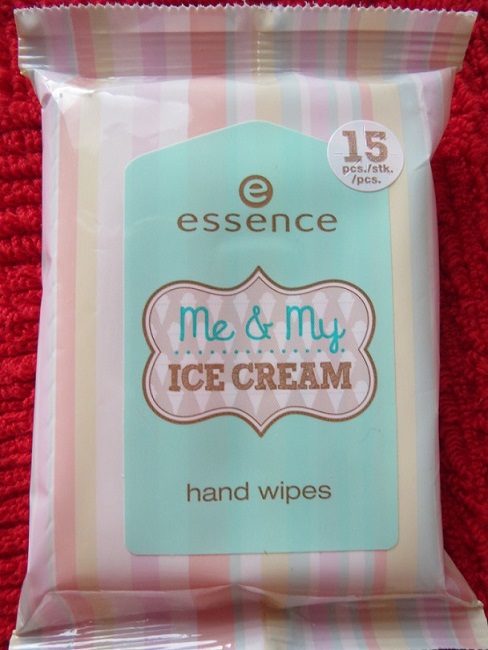 15
pcs./stk.
/pcs.
e
essence
Me & My
ICE CREAM
hand wipes